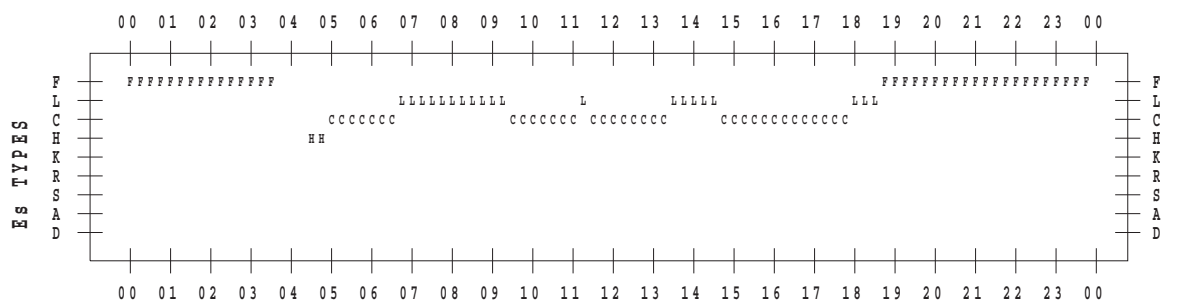 00 01 02 03 04 05 06 07 08 09 10 11 12 13 14 15 16 17 18 19 20 21 22 23 00
F FFFFFFFFFFFFFFF FFFFFFFFFFFFFFFFFFFFF F
L LLLLLLLLLLL L LLLLL LLL L
C CCCCCCC CCCCCCC CCCCCCCC CCCCCCCCCCCCC C
H HH H
K K
R R
S S
A A
D D
Es TYPES
00 01 02 03 04 05 06 07 08 09 10 11 12 13 14 15 16 17 18 19 20 21 22 23 00